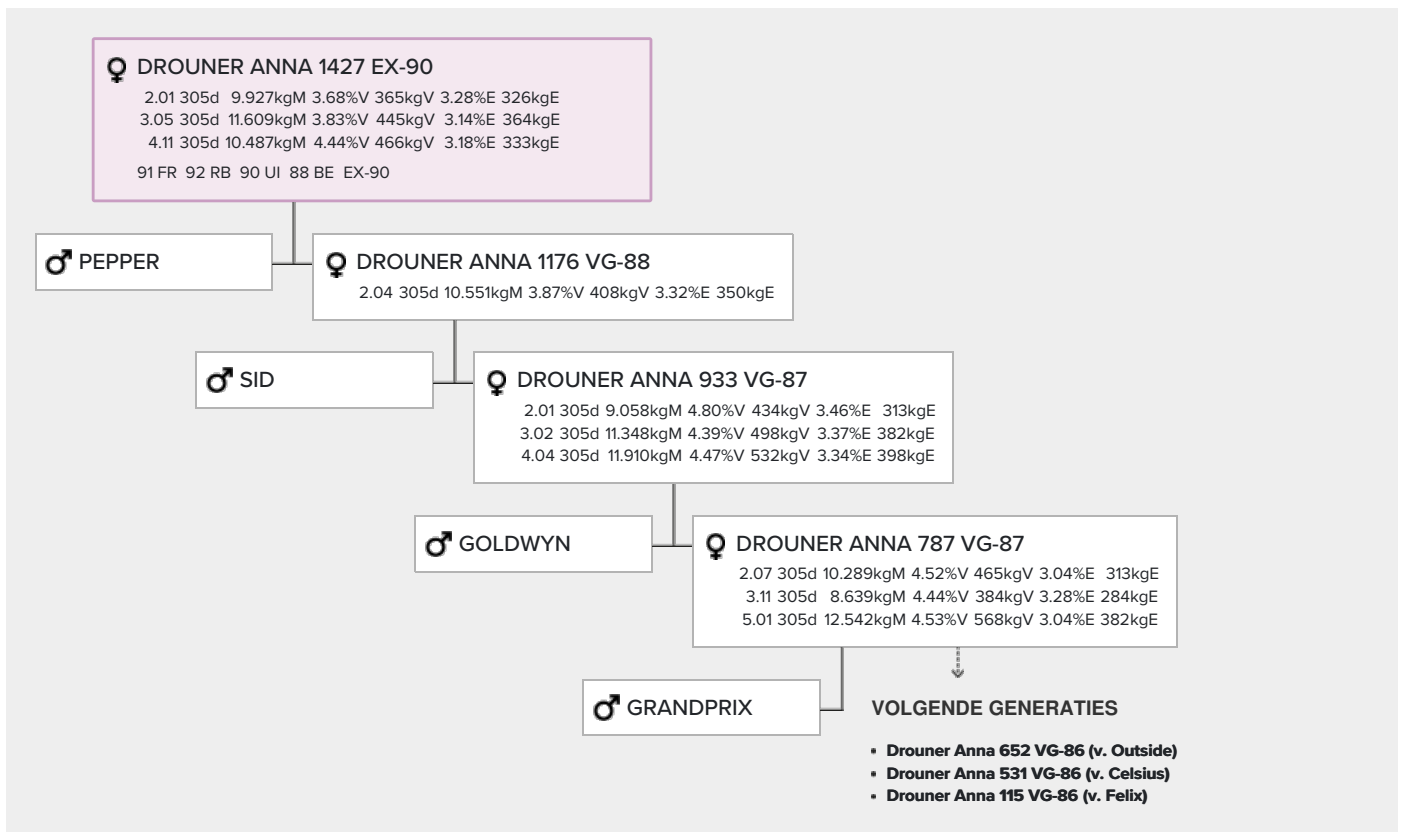 DROUNER ANNA 1427 EX-90
2.01 305d 9.927kgM 3.68%V 365kgV 3.28%E 326kgE
3.05 305d 11.609kgM 3.83%V 445kgV 3.14%E 364kgE
4.11 305d 10.487kgM 4.44%V 466kgV 3.18%E 333kgE
91 FR 92 RB 90 UI 88 BE EX-90
PEPPER
DROUNER ANNA 1176 VG-88
2.04 305d 10.551kgM 3.87%V 408kgV 3.32%E 350kgE
SID
DROUNER ANNA 933 VG-87
2.01 305d 9.058kgM 4.80%V 434kgV 3.46%E 313kgE
3.02 305d 11.348kgM 4.39%V 498kgV 3.37%E 382kgE
4.04 305d 11.910kgM 4.47%V 532kgV 3.34%E 398kgE
GOLDWYN
DROUNER ANNA 787 VG-87
2.07 305d 10.289kgM 4.52%V 465kgV 3.04%E 313kgE
3.11 305d 8.639kgM 4.44%V 384kgV 3.28%E 284kgE
5.01 305d 12.542kgM 4.53%V 568kgV 3.04%E 382kgE
GRANDPRIX
VOLGENDE GENERATIES
• Drouner Anna 652 VG-86 (v. Outside)
• Drouner Anna 531 VG-86 (v. Celsius)
• Drouner Anna 115 VG-86 (v. Felix)